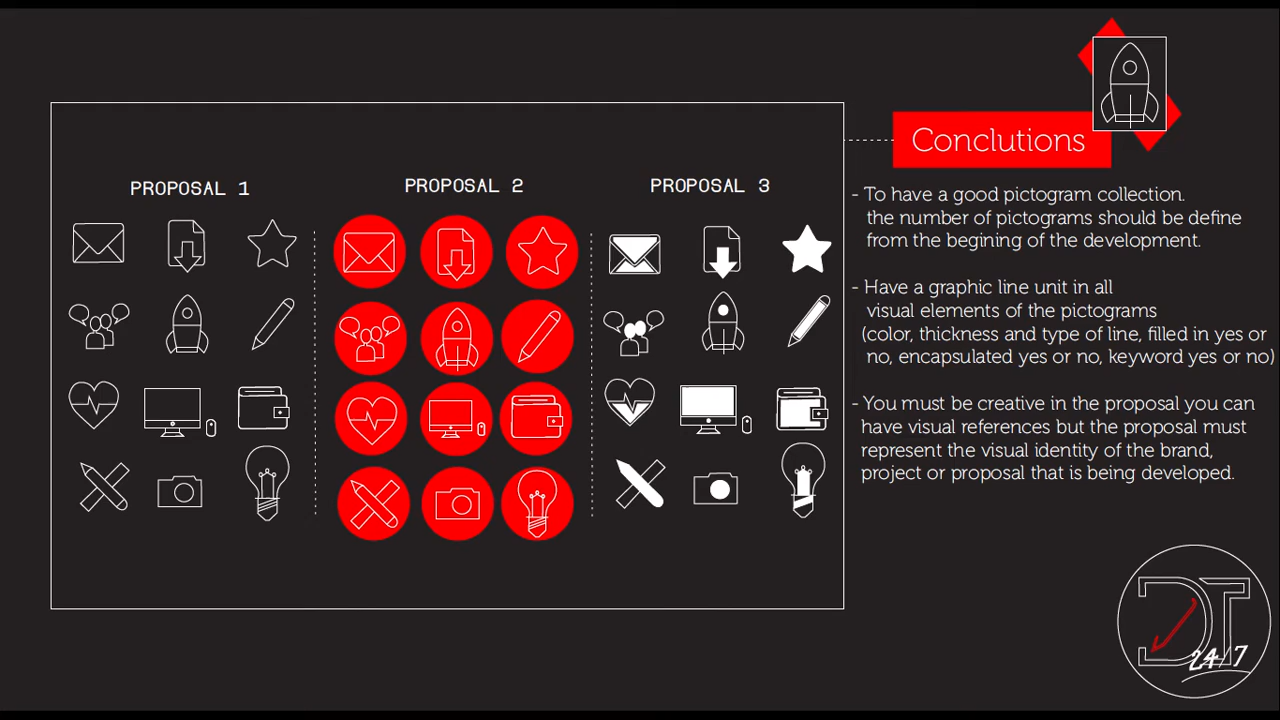 Conclutions
PROPOSAL 1
PROPOSAL 2
PROPOSAL 3
- To have a good pictogram collection.
the number of pictograms should be define
from the begining of the development.
- Have a graphic line unit in all
visual elements of the pictograms
(color, thickness and type of line, filled in yes or
no, encapsulated yes or no, keyword yes or no)
- You must be creative in the proposal you can
have visual references but the proposal must
represent the visual identity of the brand,
project or proposal that is being developed.
DT
24/7